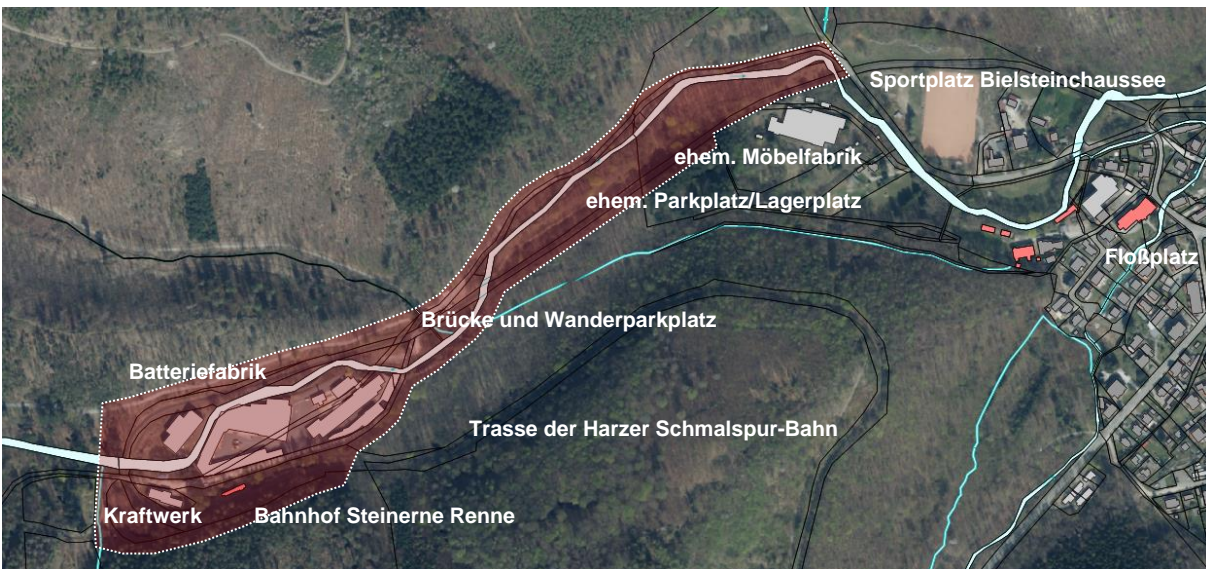 Sportplatz Bielsteinchaussee
ehem. Möbelfabrik
ehem. Parkplatz/Lagerplatz
Floßplatz
Brücke und Wanderparkplatz
Batteriefabrik
Trasse der Harzer Schmalspur-Bahn
Kraftwerk
Bahnhof Steinerne Renne